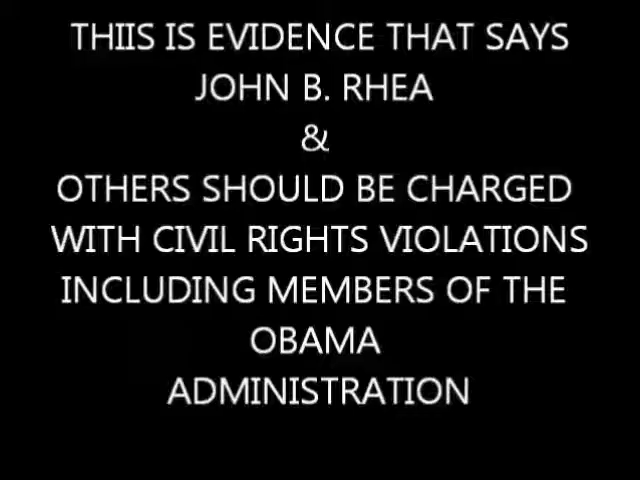 THIIS IS EVIDENCE THAT SAYS
JOHN B. RHEA
&
OTHERS SHOULD BE CHARGED
WITH CIVIL RIGHTS VIOLATIONS
INCLUDING MEMBERS OF THE
OBAMA
ADMINISTRATION